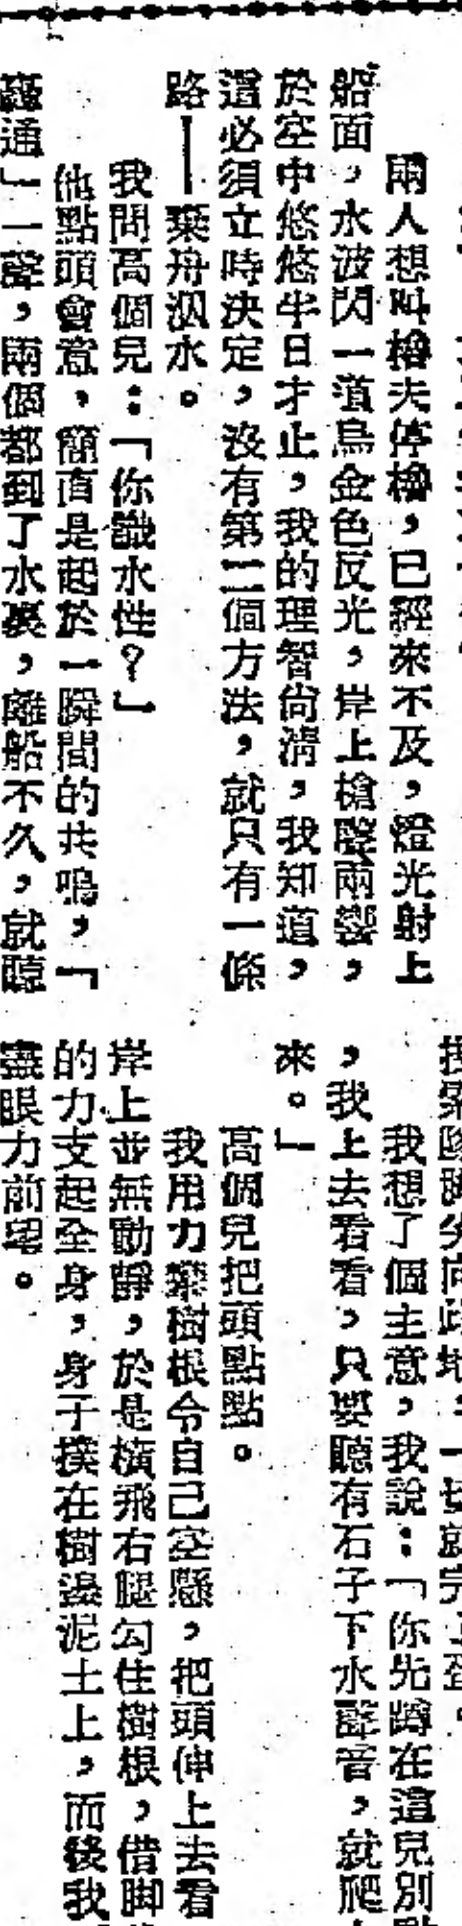 兩人想叫櫓夫停櫓，已經來不及，燈光射上
船面，水波閃一道烏金色反光，岸上槍聲兩響，
於空中悠悠半日才止，我的理智尙淸，我知道，
這必須立時決定，沒有第二個方法，就只有一條
路——棄舟泅水。
我問高個兒：「你識水性？」
他點頭會意，簡直是起於一瞬間的共鳴，「
通」一聲，兩個都到了水裏，離船不久，就聽
我想了個主意，我說：「你先蹲在這兒別
，我上去看看，只要聽有石子下水聲音，就爬
來。」
高個兒把頭點點。
我用力攀樹根令自己空懸，把頭伸上去看
岸上並無動靜，於是橫飛右腿勾住樹根，借脚
的力支起全身，身子撲在樹邊泥土上，而後我
盡眼力前望。